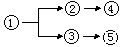 ② ④
①
③ ⑤